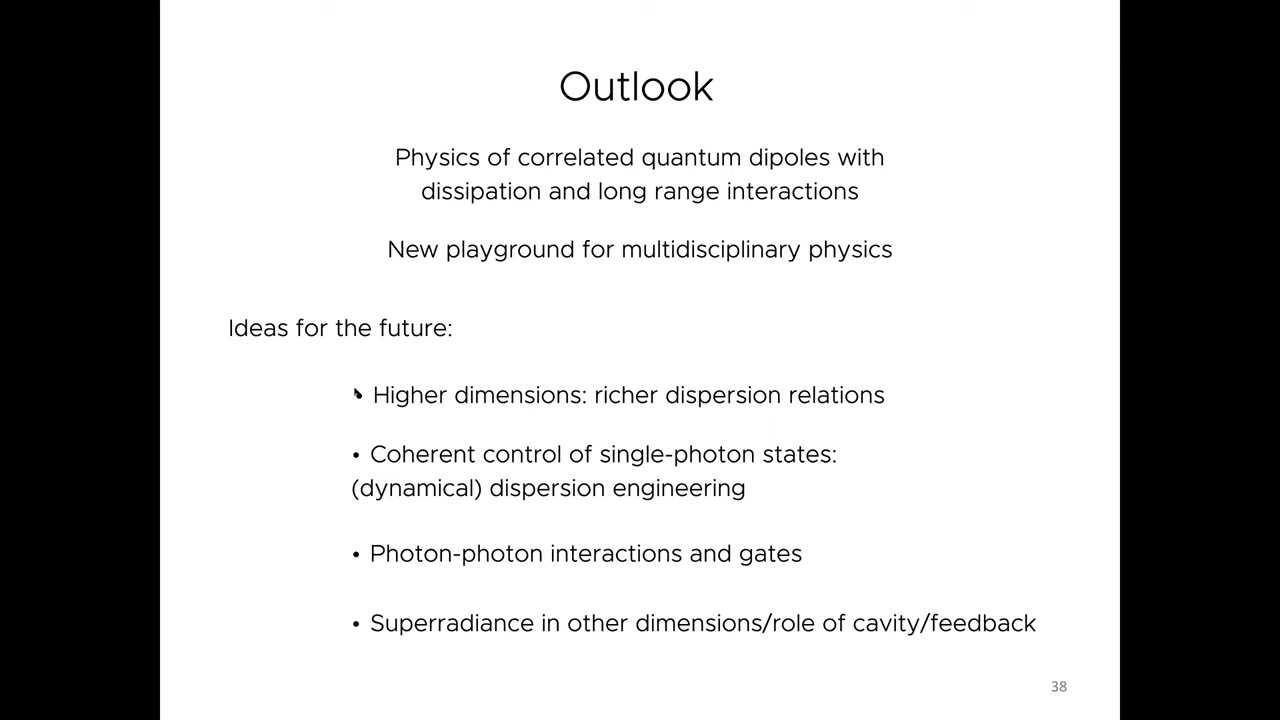 Outlook
Physics of correlated quantum dipoles with
dissipation and long range interactions
New playground for multidisciplinary physics
Ideas for the future:
• Higher dimensions: richer dispersion relations
• Coherent control of single-photon states:
(dynamical) dispersion engineering
• Photon-photon interactions and gates
• Superradiance in other dimensions/role of cavity/feedback
38